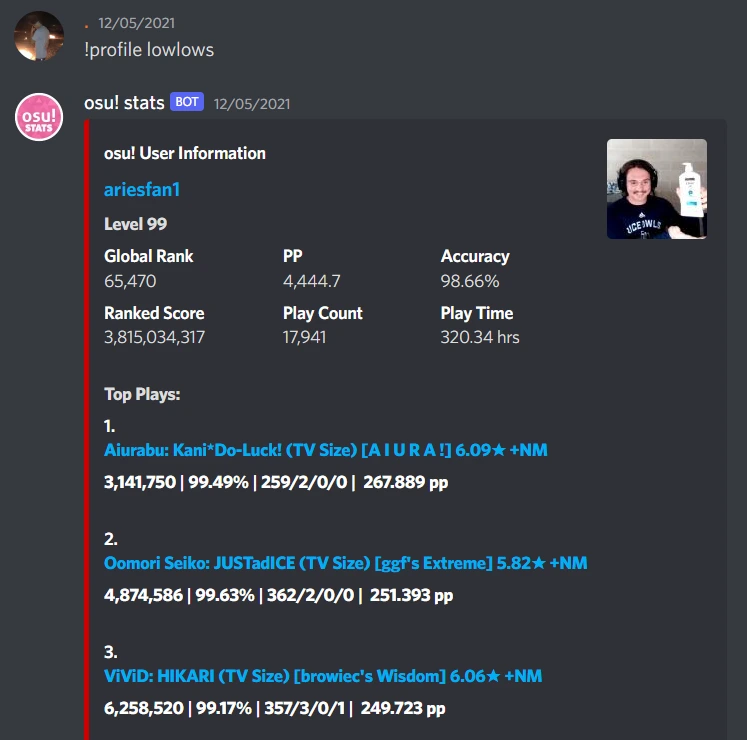 . 12/05/2021
!profile lowlows
osu! stats BOT 12/05/2021
osu!
STATS
osu! User Information
ariesfan1
Level 99
Global Rank PP Accuracy
65,470 4,444.7 98.66%
Ranked Score Play Count Play Time
3,815,034,317 17,941 320.34 hrs
Top Plays:
1.
Aiurabu: Kani*Do-Luck! (TV Size) [A I U R A !] 6.09★ +NM
3,141,750 | 99.49% | 259/2/0/0 | 267.889 pp
2.
Oomori Seiko: JUSTadICE (TV Size) [ggf's Extreme] 5.82★ +NM
4,874,586 | 99.63% | 362/2/0/0 | 251.393 pp
3.
ViViD: HIKARI (TV Size) [browiec's Wisdom] 6.06★ +NM
6,258,520 | 99.17% | 357/3/0/1 | 249.723 pp